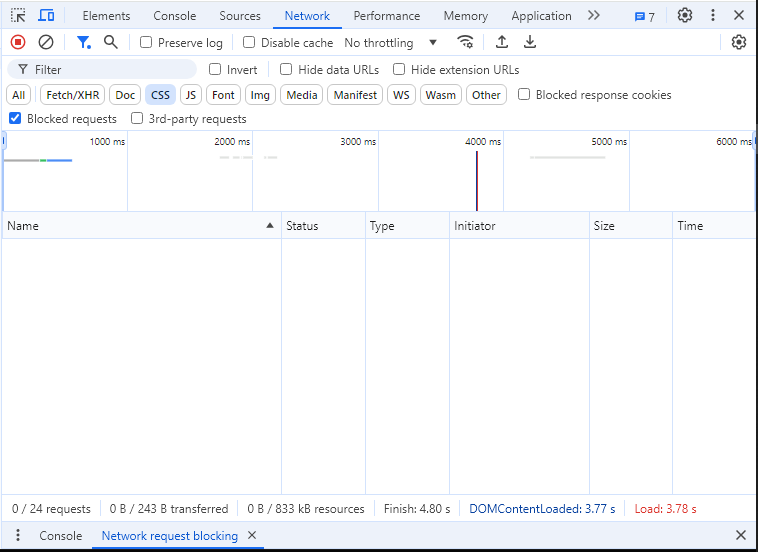 Elements Console Sources Network Performance Memory Application 7
Preserve log Disable cache No throttling
Filter Invert Hide data URLs Hide extension URLs
All Fetch/XHR Doc CSS JS Font Img Media Manifest WS Wasm Other Blocked response cookies
Blocked requests 3rd-party requests
1000 ms 2000 ms 3000 ms 4000 ms 5000 ms 6000 ms
Name Status Type Initiator Size Time
0 / 24 requests 0 B / 243 B transferred 0 B / 833 kB resources Finish: 4.80 s DOMContentLoaded: 3.77 s Load: 3.78 s
Console Network request blocking